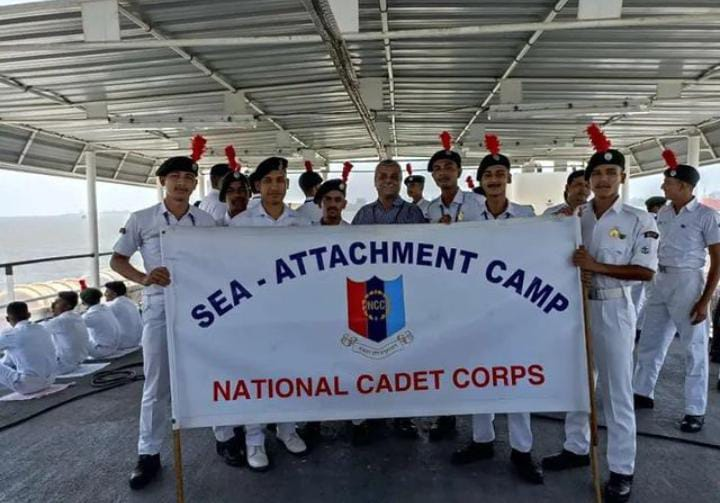 SEA - ATTACHMENT CAMP
NCC
NATIONAL CADET CORPS